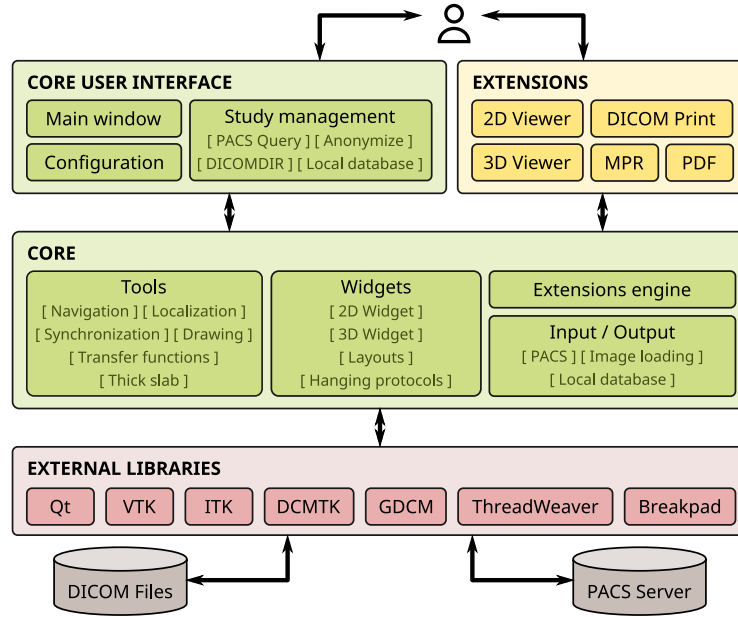 CORE USER INTERFACE
Main window
Configuration
Study management
[ PACS Query ] [ Anonymize ]
[ DICOMDIR ] [ Local database ]
EXTENSIONS
2D Viewer
DICOM Print
3D Viewer
MPR
PDF
CORE
Tools
[ Navigation ] [ Localization ]
[ Synchronization ] [ Drawing ]
[ Transfer functions ]
[ Thick slab ]
Widgets
[ 2D Widget ]
[ 3D Widget ]
[ Layouts ]
[ Hanging protocols ]
Extensions engine
Input / Output
[ PACS ] [ Image loading ]
[ Local database ]
EXTERNAL LIBRARIES
Qt
VTK
ITK
DCMTK
GDCM
ThreadWeaver
Breakpad
DICOM Files
PACS Server